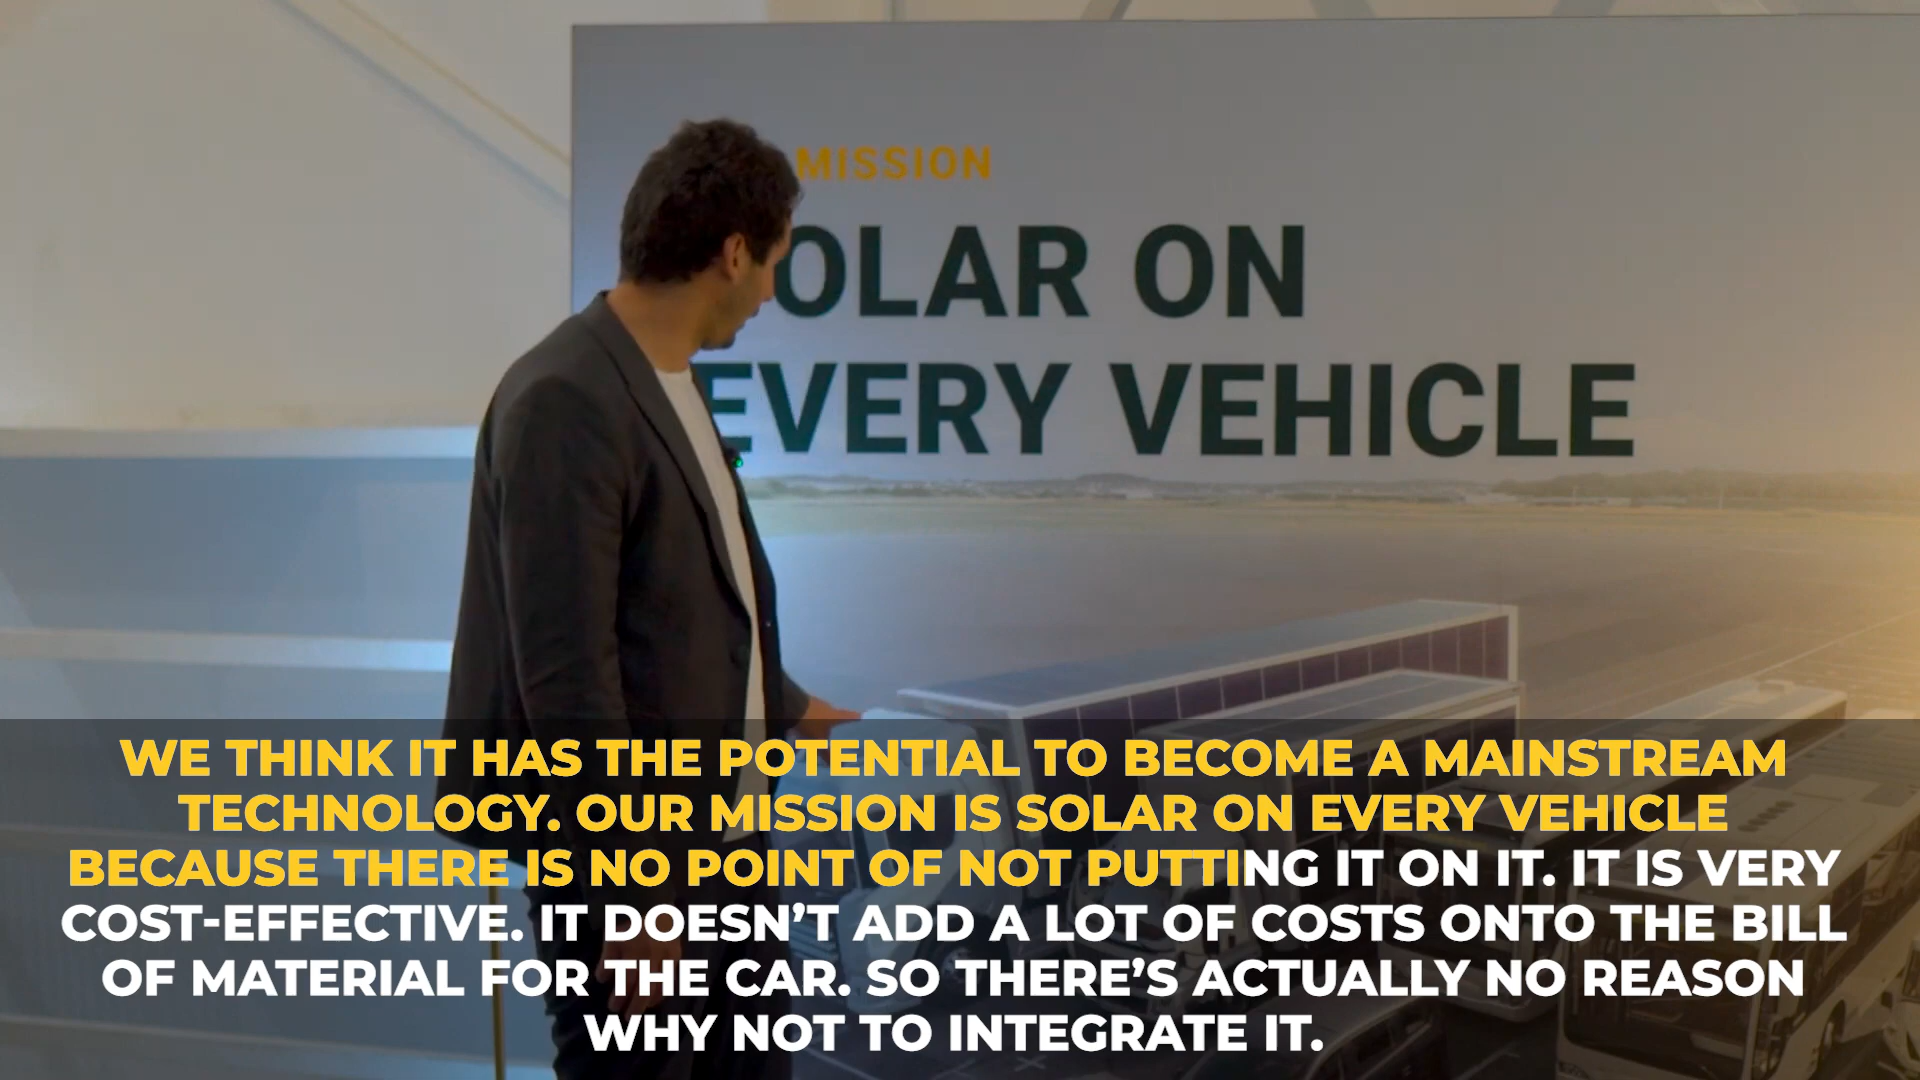 MISSION
OLAR ON
EVERY VEHICLE
WE THINK IT HAS THE POTENTIAL TO BECOME A MAINSTREAM
TECHNOLOGY. OUR MISSION IS SOLAR ON EVERY VEHICLE
BECAUSE THERE IS NO POINT OF NOT PUTTING IT ON IT. IT IS VERY
COST-EFFECTIVE. IT DOESN’T ADD A LOT OF COSTS ONTO THE BILL
OF MATERIAL FOR THE CAR. SO THERE’S ACTUALLY NO REASON
WHY NOT TO INTEGRATE IT.